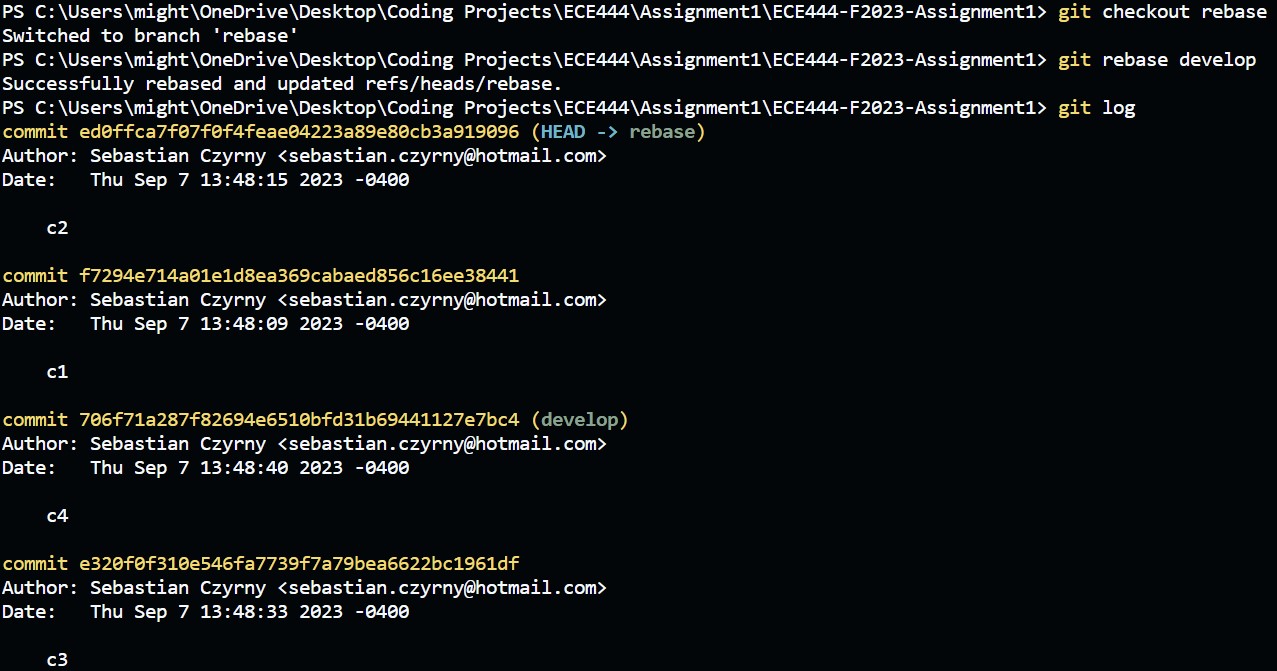 PS C:\Users\might\OneDrive\Desktop\Coding Projects\ECE444\Assignment1\ECE444-F2023-Assignment1> git checkout rebase
Switched to branch 'rebase'
PS C:\Users\might\OneDrive\Desktop\Coding Projects\ECE444\Assignment1\ECE444-F2023-Assignment1> git rebase develop
Successfully rebased and updated refs/heads/rebase.
PS C:\Users\might\OneDrive\Desktop\Coding Projects\ECE444\Assignment1\ECE444-F2023-Assignment1> git log
commit ed0ffca7f07f0f4feae04223a89e80cb3a919096 (HEAD -> rebase)
Author: Sebastian Czyrny <sebastian.czyrny@hotmail.com>
Date:   Thu Sep 7 13:48:15 2023 -0400
    c2
commit f7294e714a01e1d8ea369cabaed856c16ee38441
Author: Sebastian Czyrny <sebastian.czyrny@hotmail.com>
Date:   Thu Sep 7 13:48:09 2023 -0400
    c1
commit 706f71a287f82694e6510bfd31b69441127e7bc4 (develop)
Author: Sebastian Czyrny <sebastian.czyrny@hotmail.com>
Date:   Thu Sep 7 13:48:40 2023 -0400
    c4
commit e320f0f310e546fa7739f7a79bea6622bc1961df
Author: Sebastian Czyrny <sebastian.czyrny@hotmail.com>
Date:   Thu Sep 7 13:48:33 2023 -0400
    c3